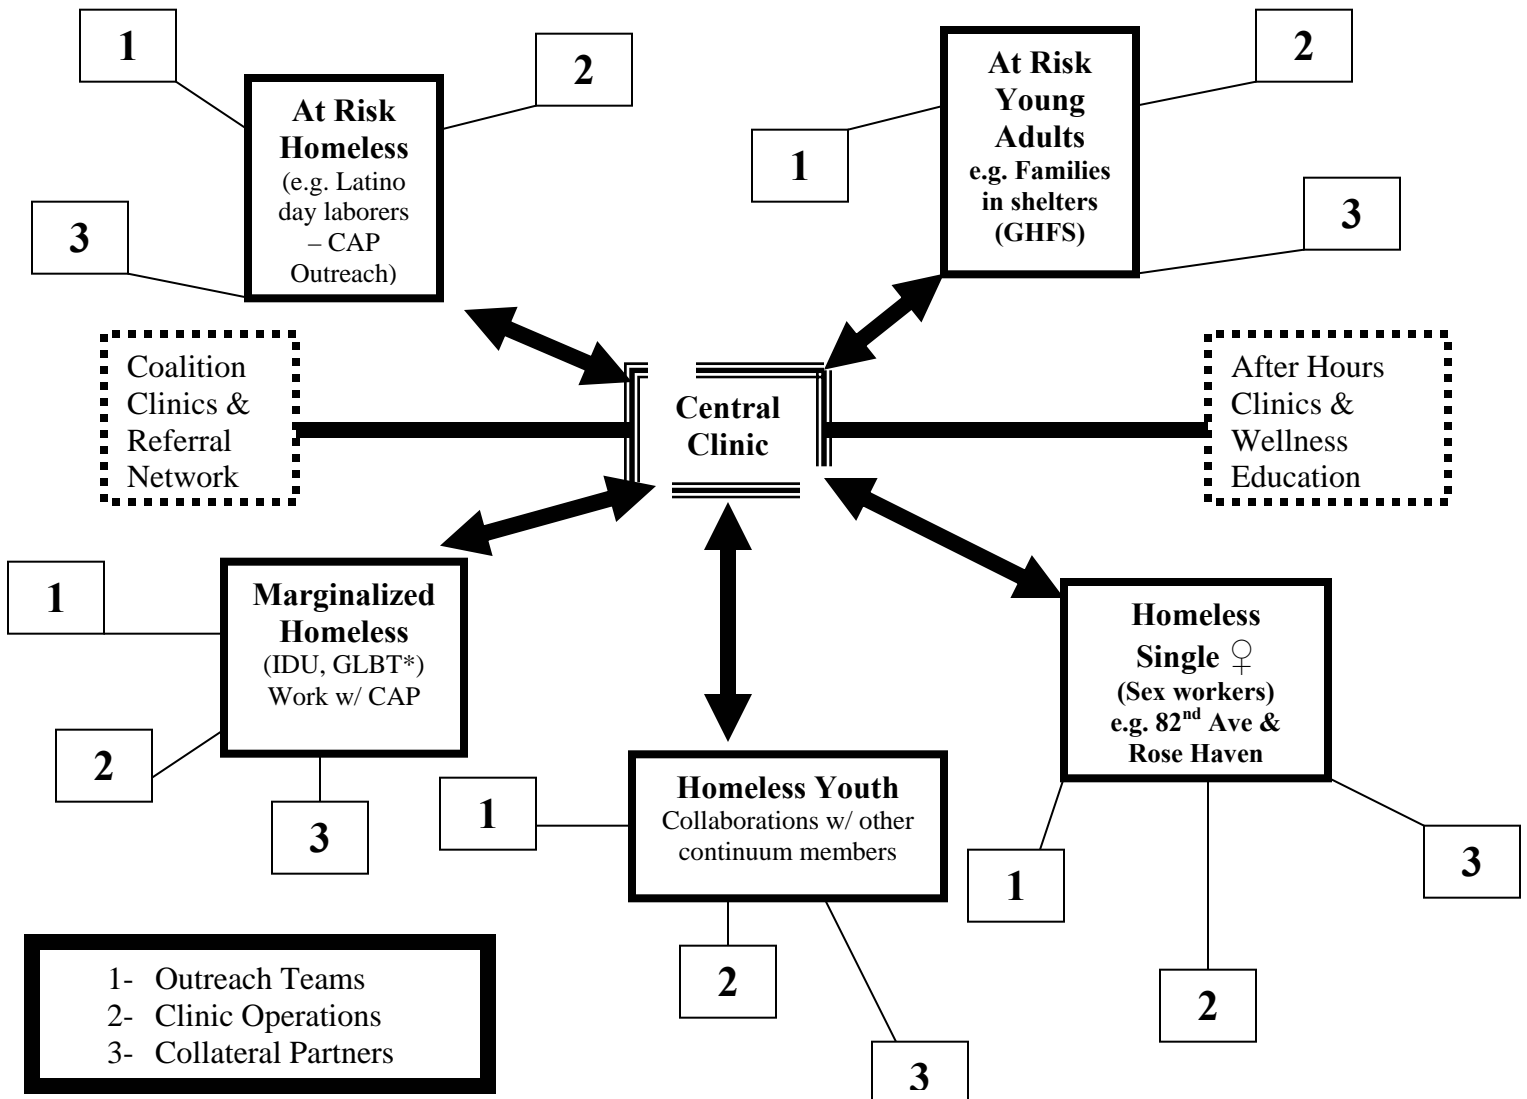 1
2
At Risk
Homeless
(e.g. Latino
day laborers
– CAP
Outreach)
3
At Risk
Young
Adults
e.g. Families
in shelters
(GHFS)
1
2
3
Coalition
Clinics &
Referral
Network
Central
Clinic
After Hours
Clinics &
Wellness
Education
Marginalized
Homeless
(IDU, GLBT*)
Work w/ CAP
1
2
3
Homeless Youth
Collaborations w/ other
continuum members
1
2
3
Homeless
Single ♀
(Sex workers)
e.g. 82nd Ave &
Rose Haven
1
2
3
1- Outreach Teams
2- Clinic Operations
3- Collateral Partners